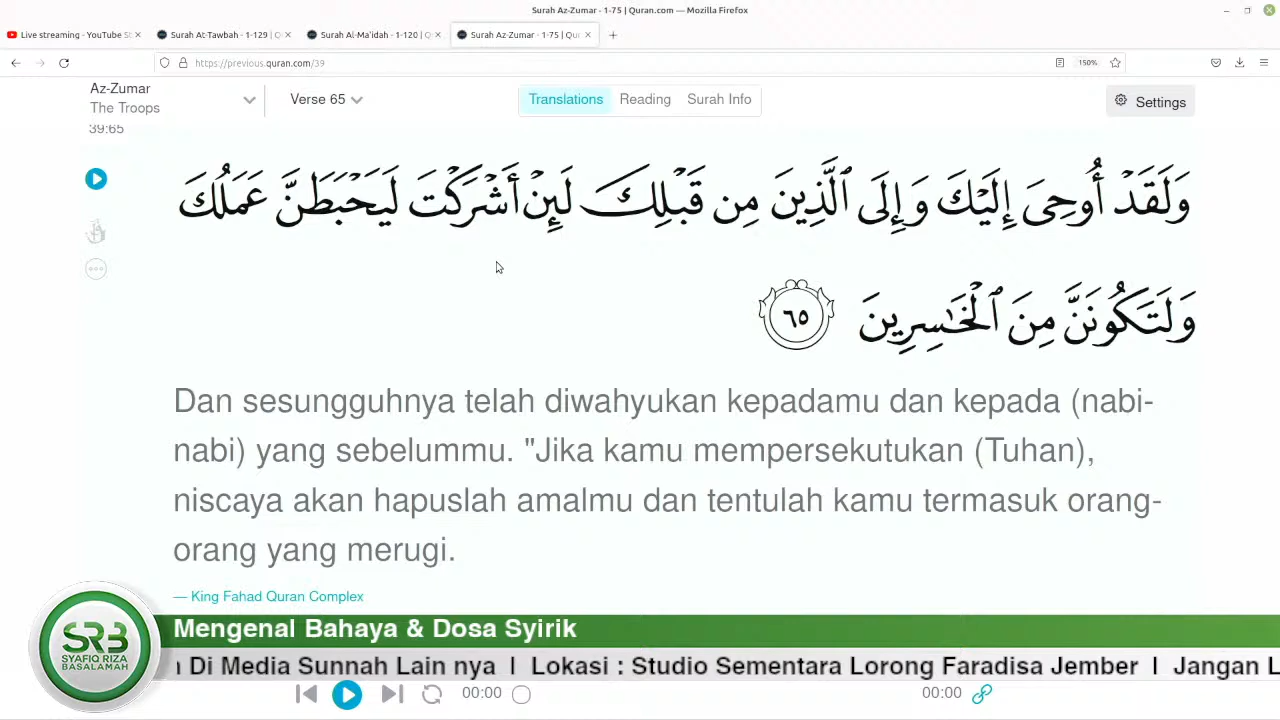 Surah Az-Zumar - 1-75 | Quran.com — Mozilla Firefox
Live streaming - YouTube St
Surah At-Tawbah - 1-129 | Q
Surah Al-Ma'idah - 1-120 | Q
Surah Az-Zumar - 1-75 | Qur
https://previous.quran.com/39
150%
Az-Zumar
The Troops
Verse 65
Translations
Reading
Surah Info
Settings
39:65
وَلَقَدْ أُوحِىَ إِلَيْكَ وَإِلَى ٱلَّذِينَ مِن قَبْلِكَ لَئِنْ أَشْرَكْتَ لَيَحْبَطَنَّ عَمَلُكَ
وَلَتَكُونَنَّ مِنَ ٱلْخَـٰسِرِينَ ٦٥
Dan sesungguhnya telah diwahyukan kepadamu dan kepada (nabi-
nabi) yang sebelummu. "Jika kamu mempersekutukan (Tuhan),
niscaya akan hapuslah amalmu dan tentulah kamu termasuk orang-
orang yang merugi.
— King Fahad Quran Complex
SRB
SYAFIQ RIZA
BASALAMAH
Mengenal Bahaya & Dosa Syirik
Di Media Sunnah Lain nya I Lokasi : Studio Sementara Lorong Faradisa Jember I Jangan L
00:00
00:00